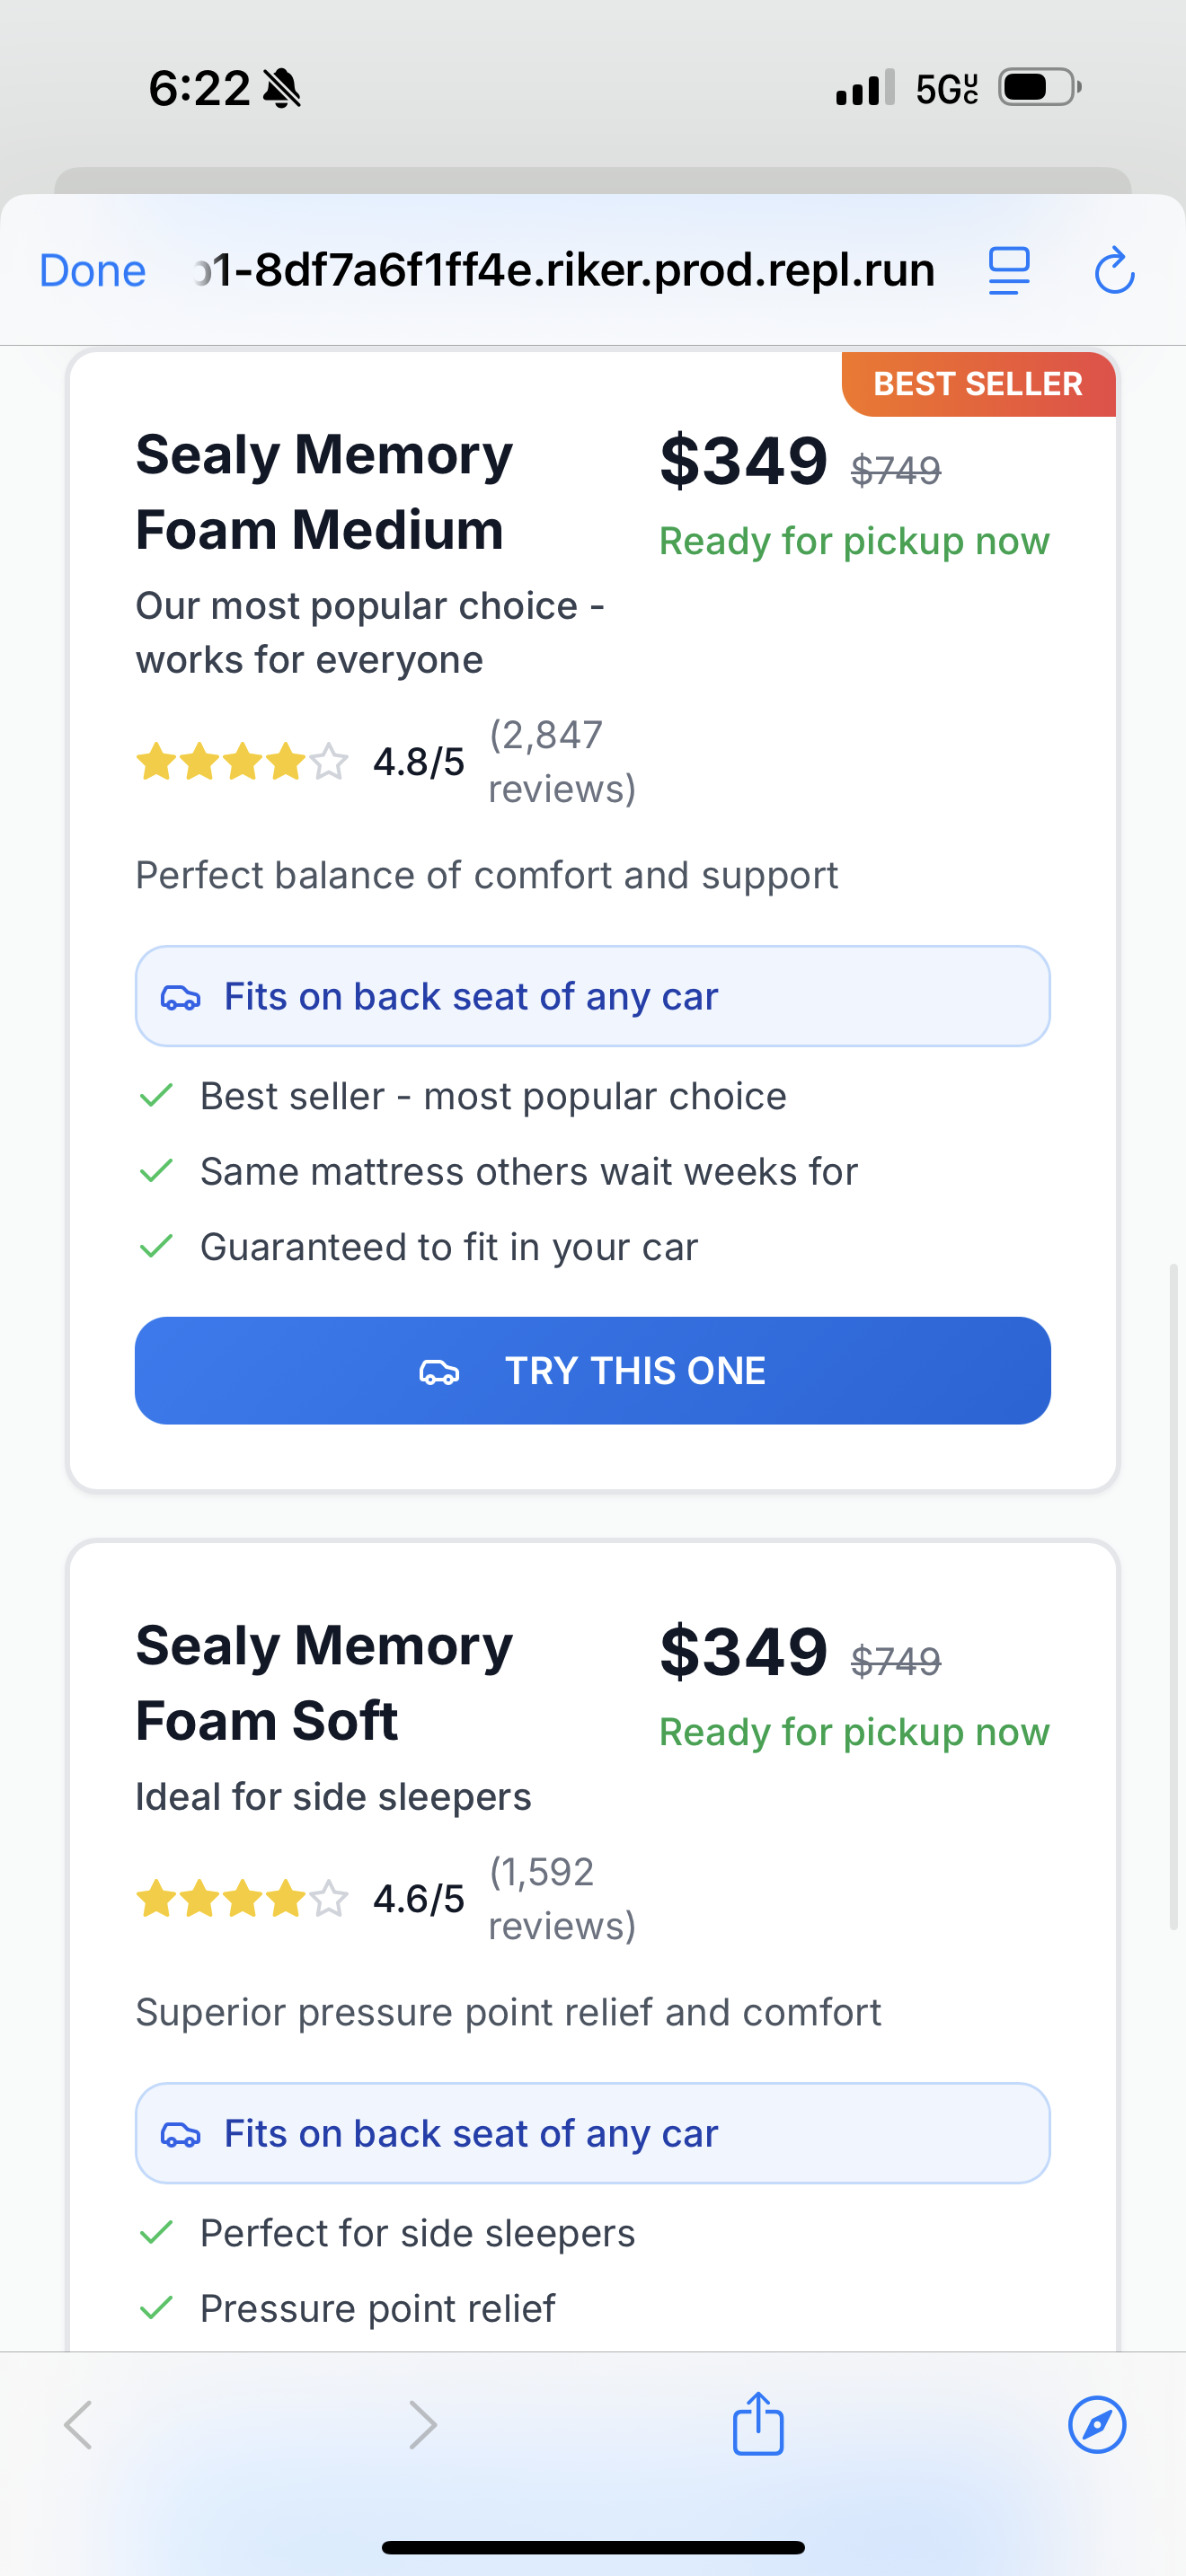 6:22
5G UC
Done
1-8df7a6f1ff4e.riker.prod.repl.run
BEST SELLER
Sealy Memory
Foam Medium
$349 $749
Ready for pickup now
Our most popular choice -
works for everyone
4.8/5
(2,847
reviews)
Perfect balance of comfort and support
Fits on back seat of any car
Best seller - most popular choice
Same mattress others wait weeks for
Guaranteed to fit in your car
TRY THIS ONE
Sealy Memory
Foam Soft
$349 $749
Ready for pickup now
Ideal for side sleepers
4.6/5
(1,592
reviews)
Superior pressure point relief and comfort
Fits on back seat of any car
Perfect for side sleepers
Pressure point relief